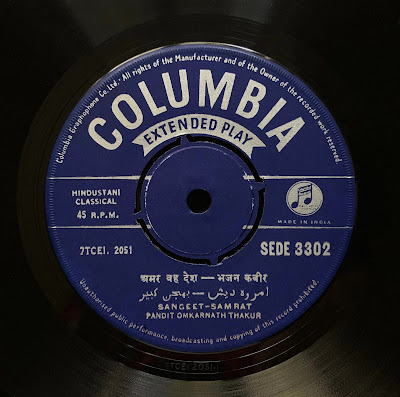 Columbia Graphophone Co. Ltd. - All rights of the Manufacturer and of the Owner of the recorded work reserved.
COLUMBIA
EXTENDED PLAY
HINDUSTANI
CLASSICAL
45 R.P.M.
MADE IN INDIA
7TCEI. 2051
SEDE 3302
अमर वह देश — भजन कबीर
امروہ دیش — بھجن کبیر
SANGEET-SAMRAT
PANDIT OMKARNATH THAKUR
Unauthorised public performance, broadcasting and copying of this record prohibited.
7TCEI 2051